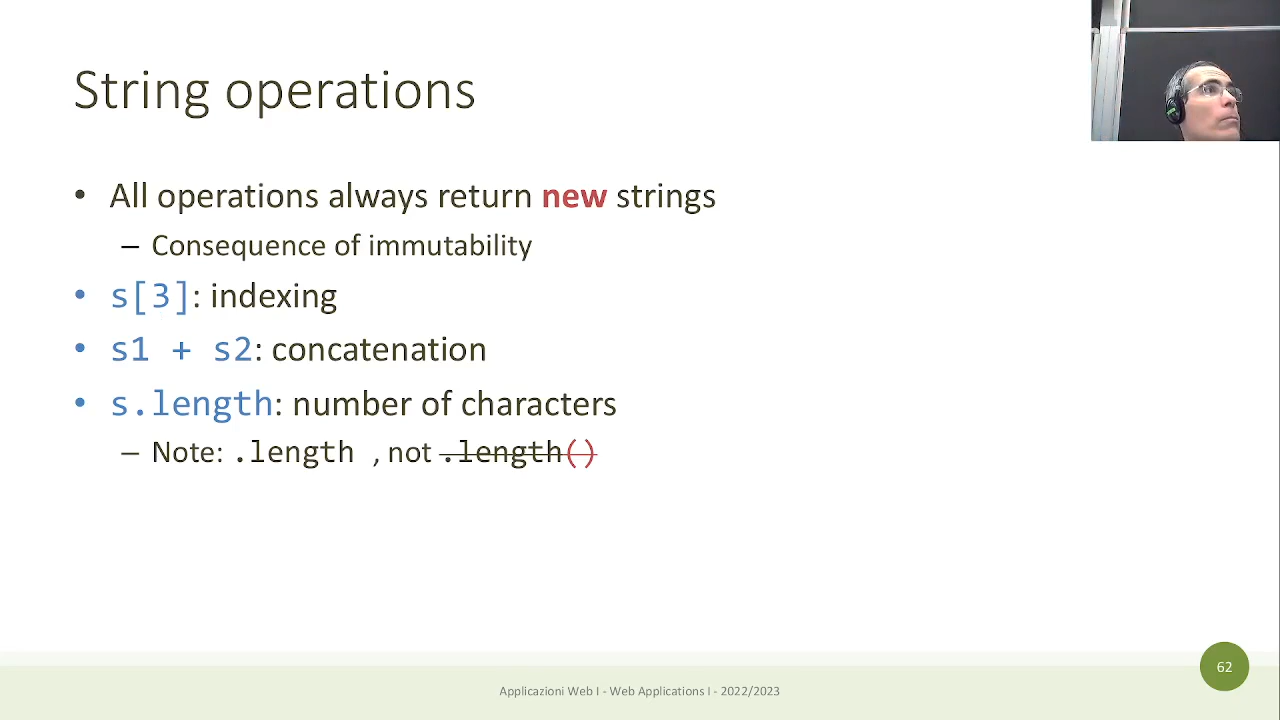 String operations
• All operations always return new strings
– Consequence of immutability
• s[3]: indexing
• s1 + s2: concatenation
• s.length: number of characters
– Note: .length , not .length()
62
Applicazioni Web I - Web Applications I - 2022/2023